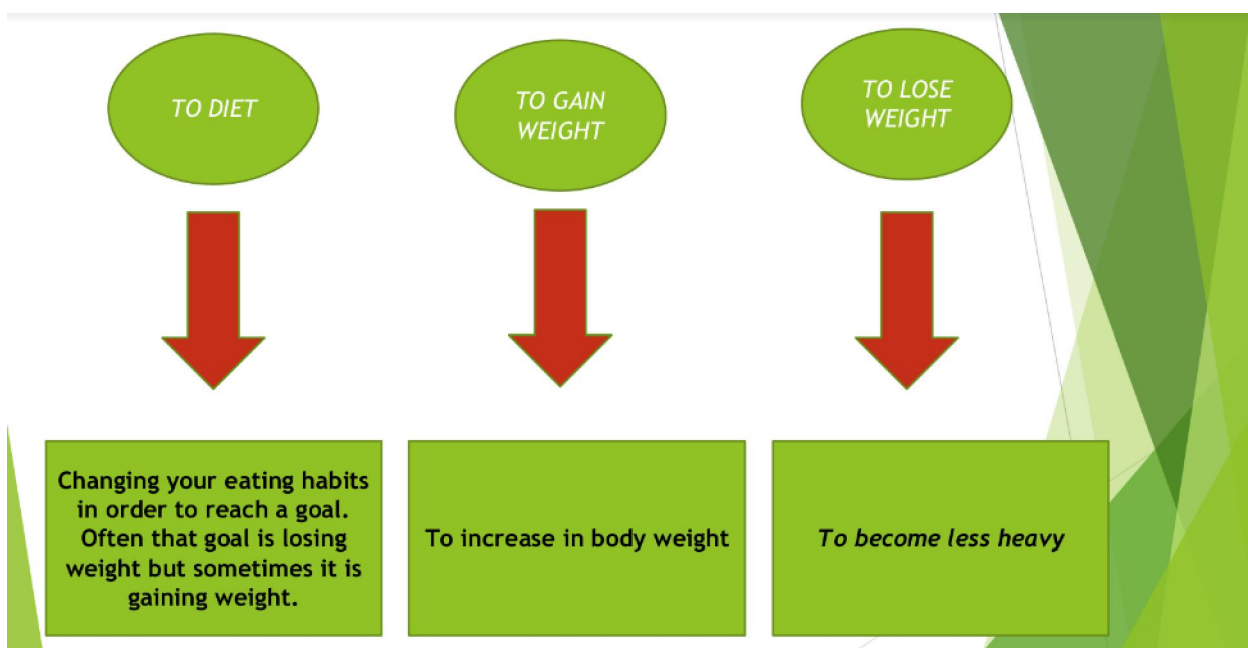 TO DIET
TO GAIN
WEIGHT
TO LOSE
WEIGHT
Changing your eating habits
in order to reach a goal.
Often that goal is losing
weight but sometimes it is
gaining weight.
To increase in body weight
To become less heavy